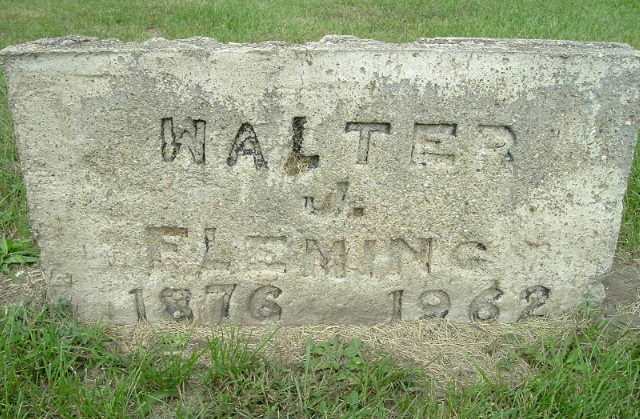 WALTER
J.
FLEMING
1876 1962